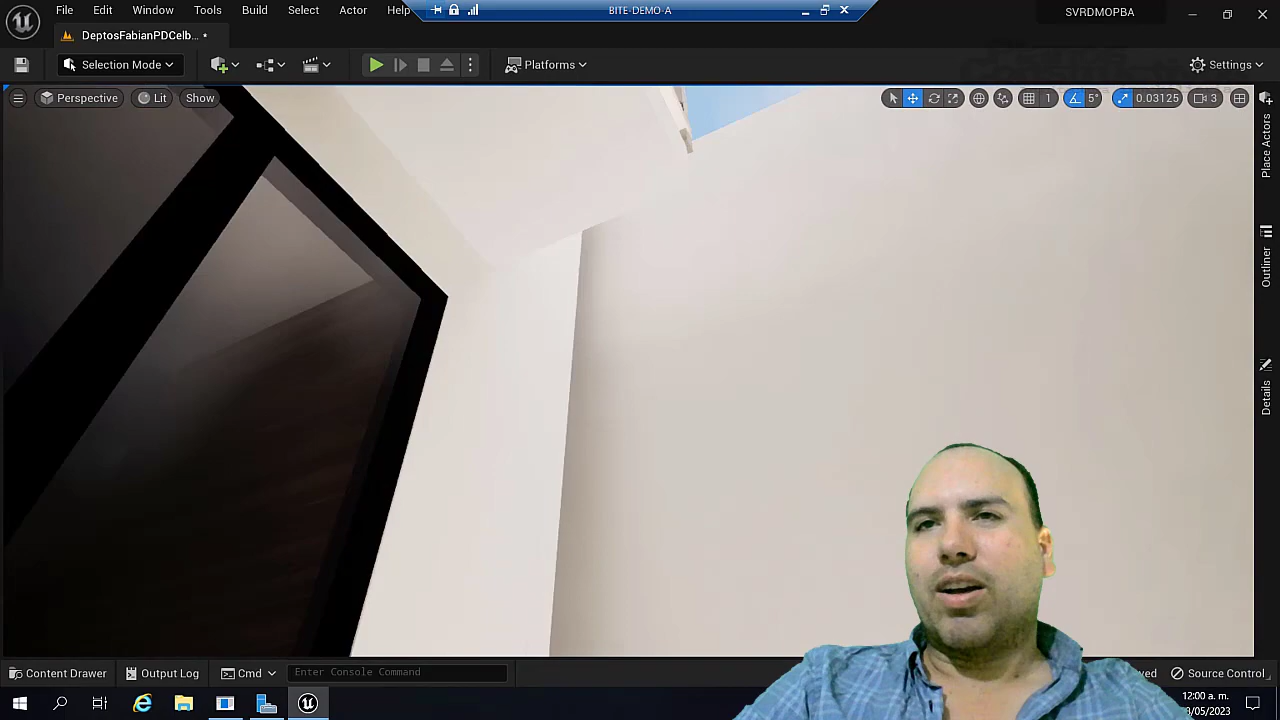 File Edit Window Tools Build Select Actor Help
BITE-DEMO-A
SVRDMOPBA
DeptosFabianPDCelb... •
Selection Mode
Platforms
Settings
Perspective
Lit
Show
1
5°
0.03125
3
Place Actors
Outliner
Details
Content Drawer
Output Log
Cmd
Enter Console Command
Source Control
12:00 a. m.
/05/2023